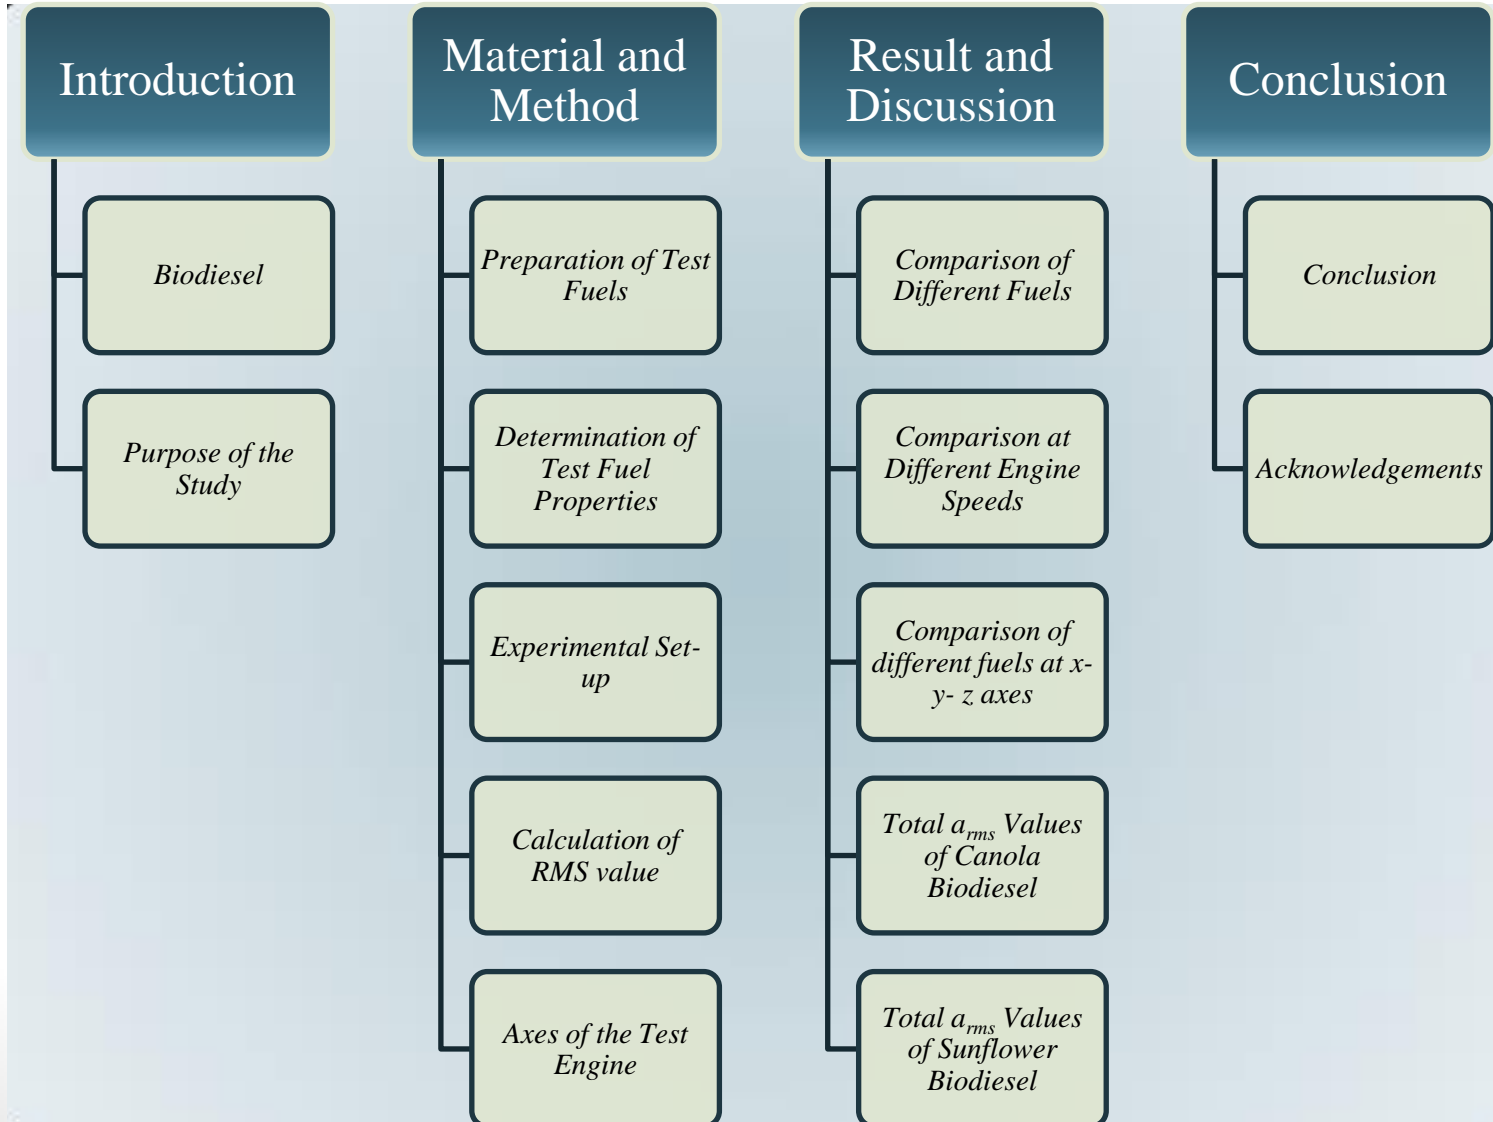 Introduction
Biodiesel
Purpose of the
Study
Material and
Method
Preparation of Test
Fuels
Determination of
Test Fuel
Properties
Experimental Set-
up
Calculation of
RMS value
Axes of the Test
Engine
Result and
Discussion
Comparison of
Different Fuels
Comparison at
Different Engine
Speeds
Comparison of
different fuels at x-
y- z axes
Total arms Values
of Canola
Biodiesel
Total arms Values
of Sunflower
Biodiesel
Conclusion
Conclusion
Acknowledgements